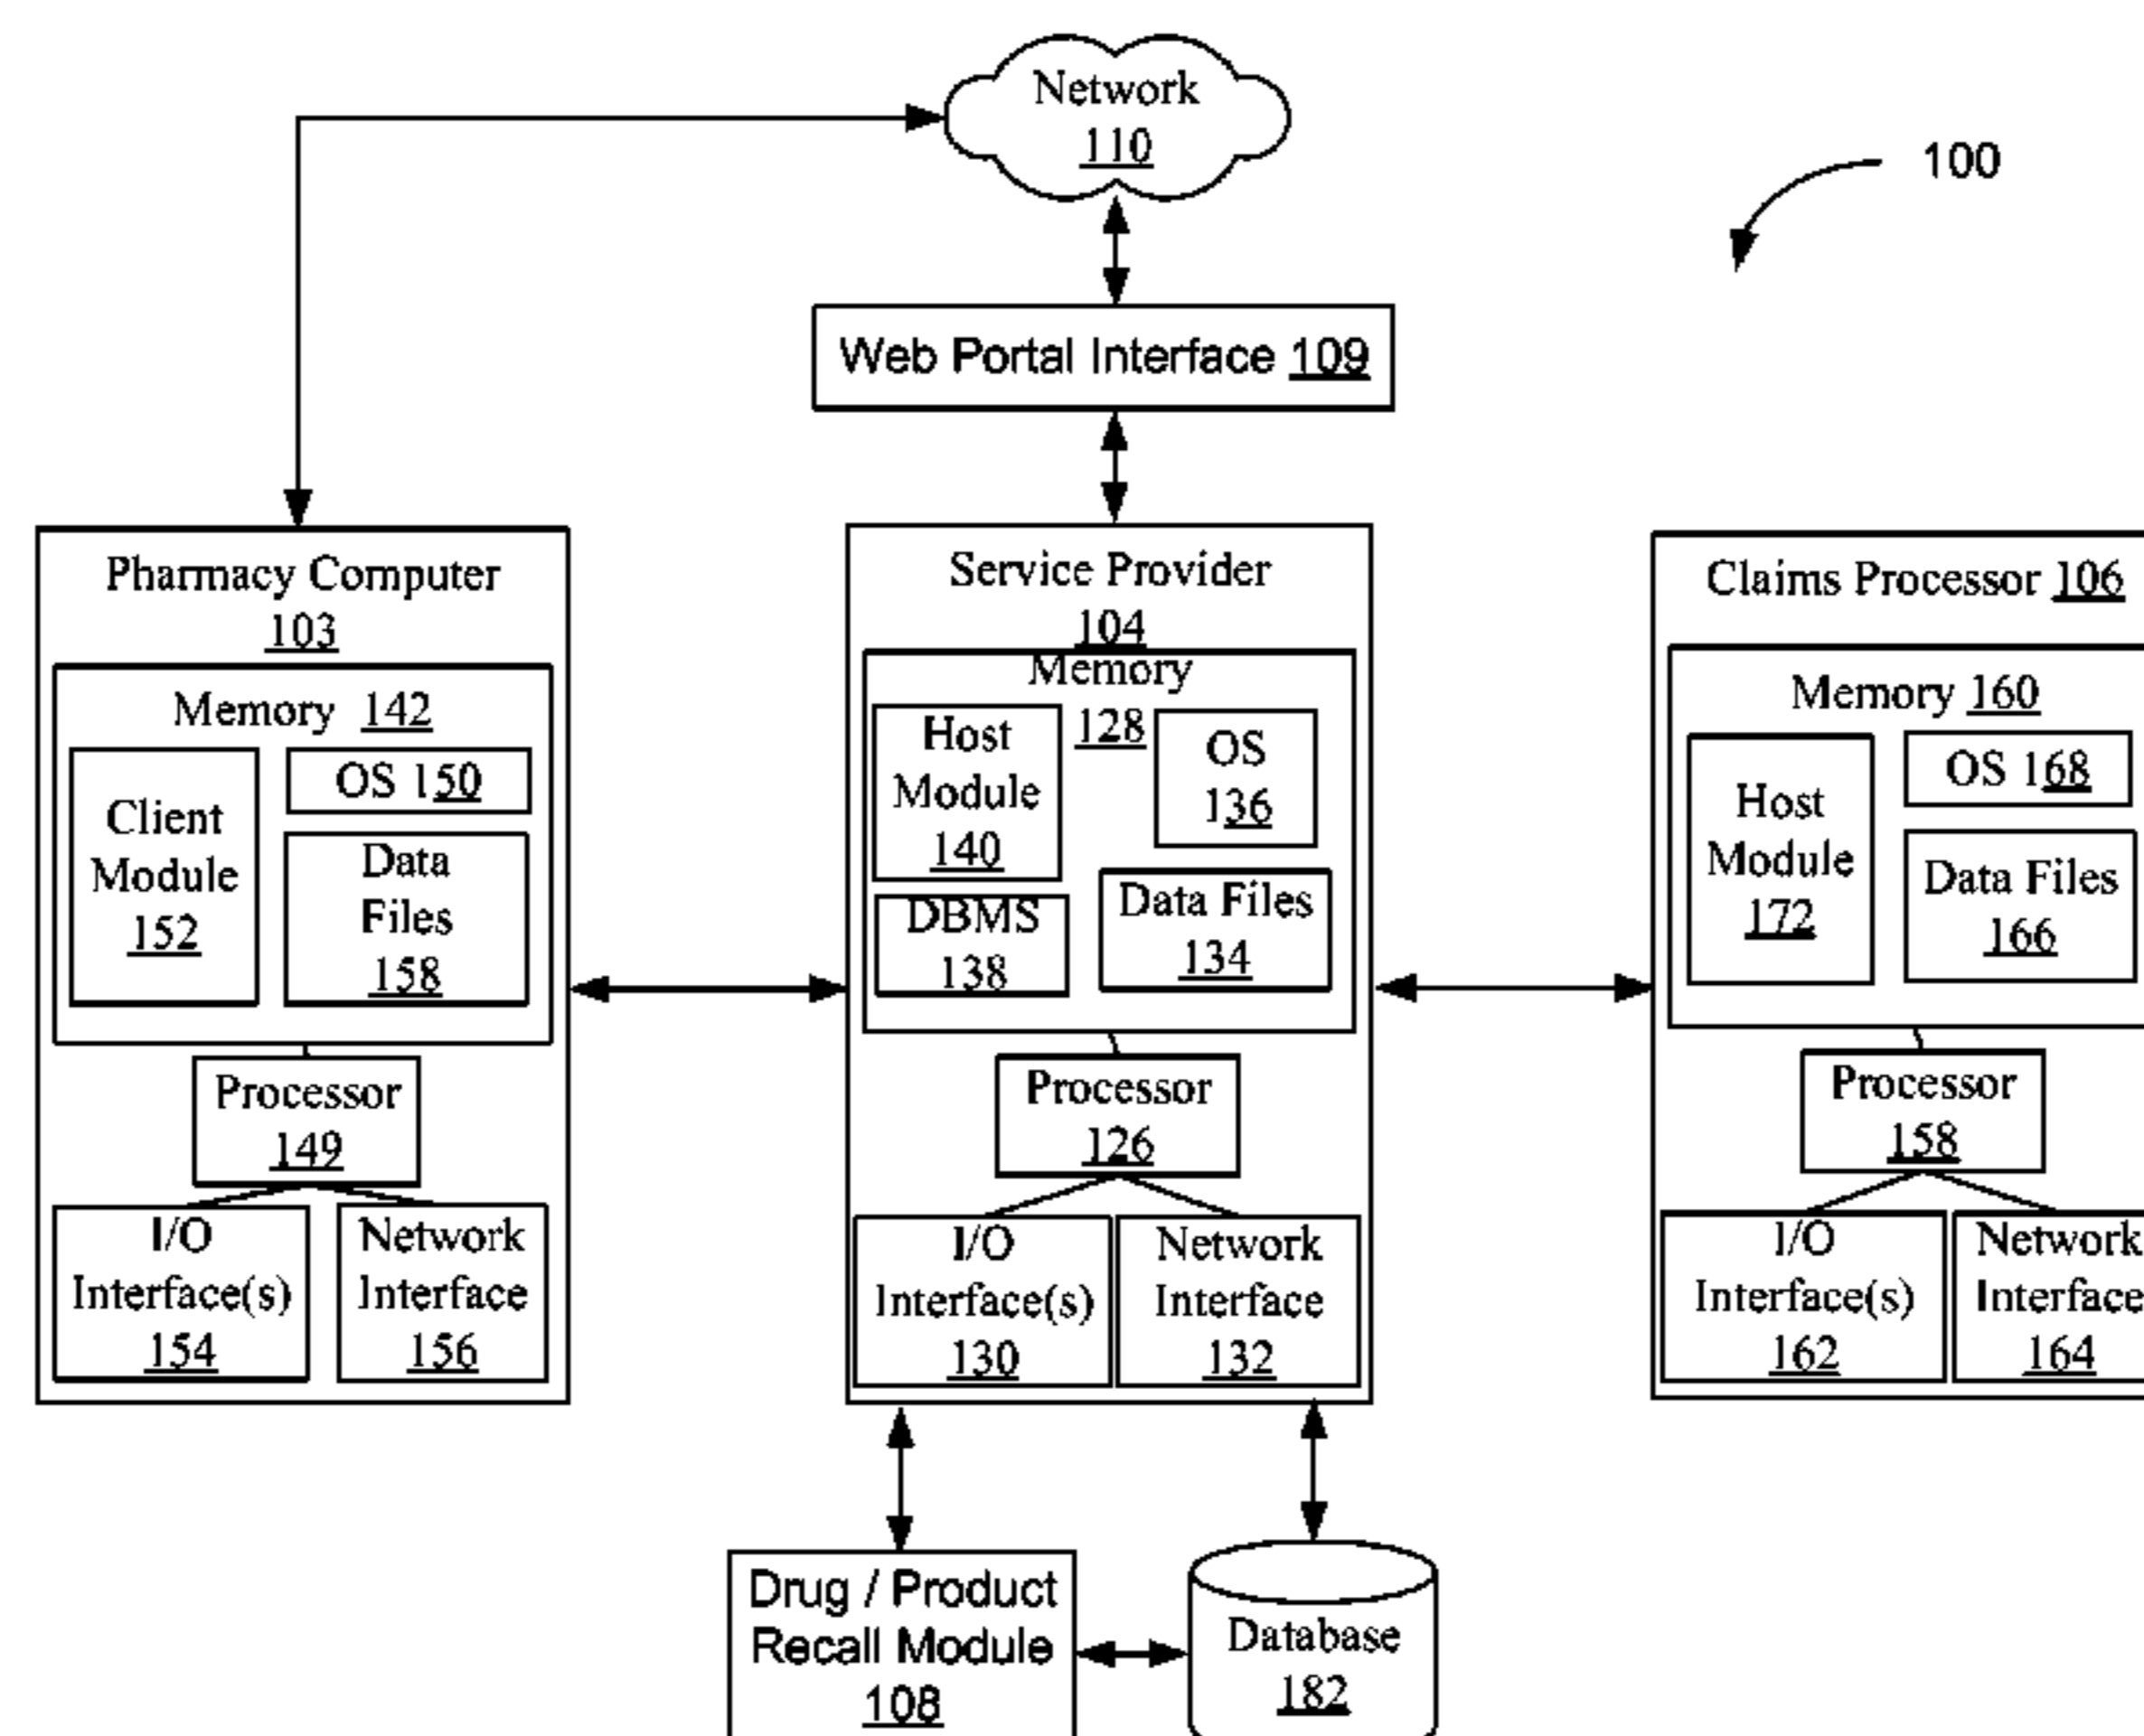 Network
110
100
Web Portal Interface 109
Pharmacy Computer
103
Memory 142
Client
Module
152
OS 150
Data
Files
158
Processor
149
I/O
Interface(s)
154
Network
Interface
156
Service Provider
104
Memory
128
Host
Module
140
OS
136
DBMS
138
Data Files
134
Processor
126
I/O
Interface(s)
130
Network
Interface
132
Claims Processor 106
Memory 160
Host
Module
172
OS 168
Data Files
166
Processor
158
I/O
Interface(s)
162
Network
Interface
164
Drug / Product
Recall Module
108
Database
182